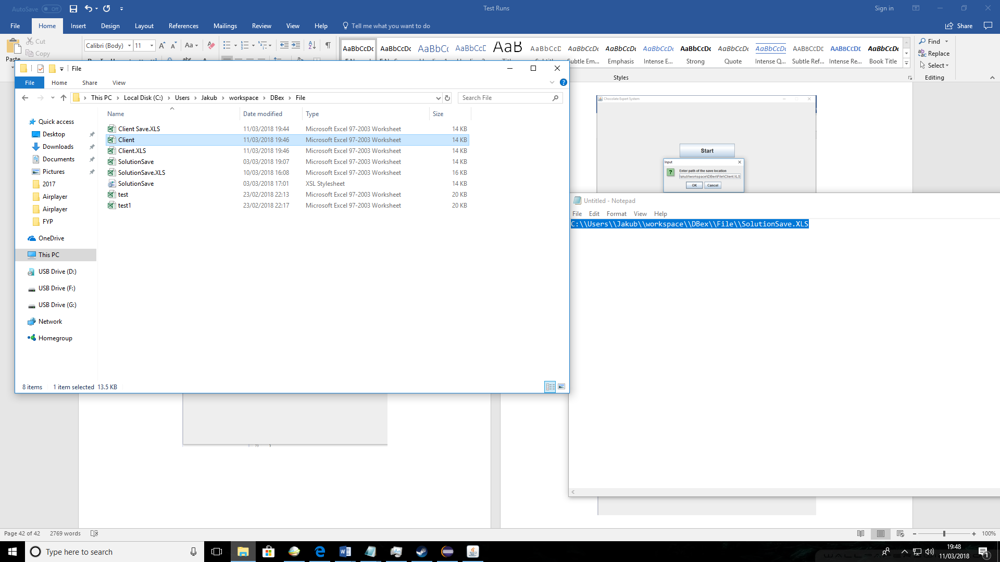 AutoSave Off Test Runs Sign in
File Home Insert Design Layout References Mailings Review View Help Tell me what you want to do Share
Cut
Copy
Paste
Calibri (Body) 11 Aa
AaBbCcDc AaBbCcDc AaBbCc AaBbCcD AaB AaBbCcD AaBbCcDc AaBbCcDc AaBbCcDc AaBbCcDc AaBbCcDc AaBbCcDc AaBbCcDc AaBbCcDc AaBbCcDc
Subtle Em... Emphasis Intense E... Strong Quote Intense Q... Subtle Ref... Intense Re... Book Title
Styles
Find
Replace
Select
Editing
File
File Home Share View
This PC Local Disk (C:) Users Jakub workspace DBex File
Search File
Name Date modified Type Size
Client Save.XLS 11/03/2018 19:44 Microsoft Excel 97-2003 Worksheet 14 KB
Client 11/03/2018 19:46 Microsoft Excel 97-2003 Worksheet 14 KB
Client.XLS 11/03/2018 19:46 Microsoft Excel 97-2003 Worksheet 14 KB
SolutionSave 03/03/2018 19:07 Microsoft Excel 97-2003 Worksheet 14 KB
SolutionSave.XLS 10/03/2018 16:08 Microsoft Excel 97-2003 Worksheet 16 KB
SolutionSave 03/03/2018 17:01 XSL Stylesheet 14 KB
test 23/02/2018 22:13 Microsoft Excel 97-2003 Worksheet 20 KB
test1 23/02/2018 22:17 Microsoft Excel 97-2003 Worksheet 20 KB
Quick access
Desktop
Downloads
Documents
Pictures
2017
Airplayer
Airplayer
FYP
OneDrive
This PC
USB Drive (D:)
USB Drive (F:)
USB Drive (G:)
Network
Homegroup
8 items 1 item selected 13.5 KB
Chocolate Expert System
Start
Input
Enter path of the save location
Jakub\\workspace\\DBex\\File\\Client.XLS
OK Cancel
Untitled - Notepad
File Edit Format View Help
C:\\Users\\Jakub\\workspace\\DBex\\File\\SolutionSave.XLS
Page 42 of 42 2769 words
100%
Type here to search
19:48
11/03/2018
1